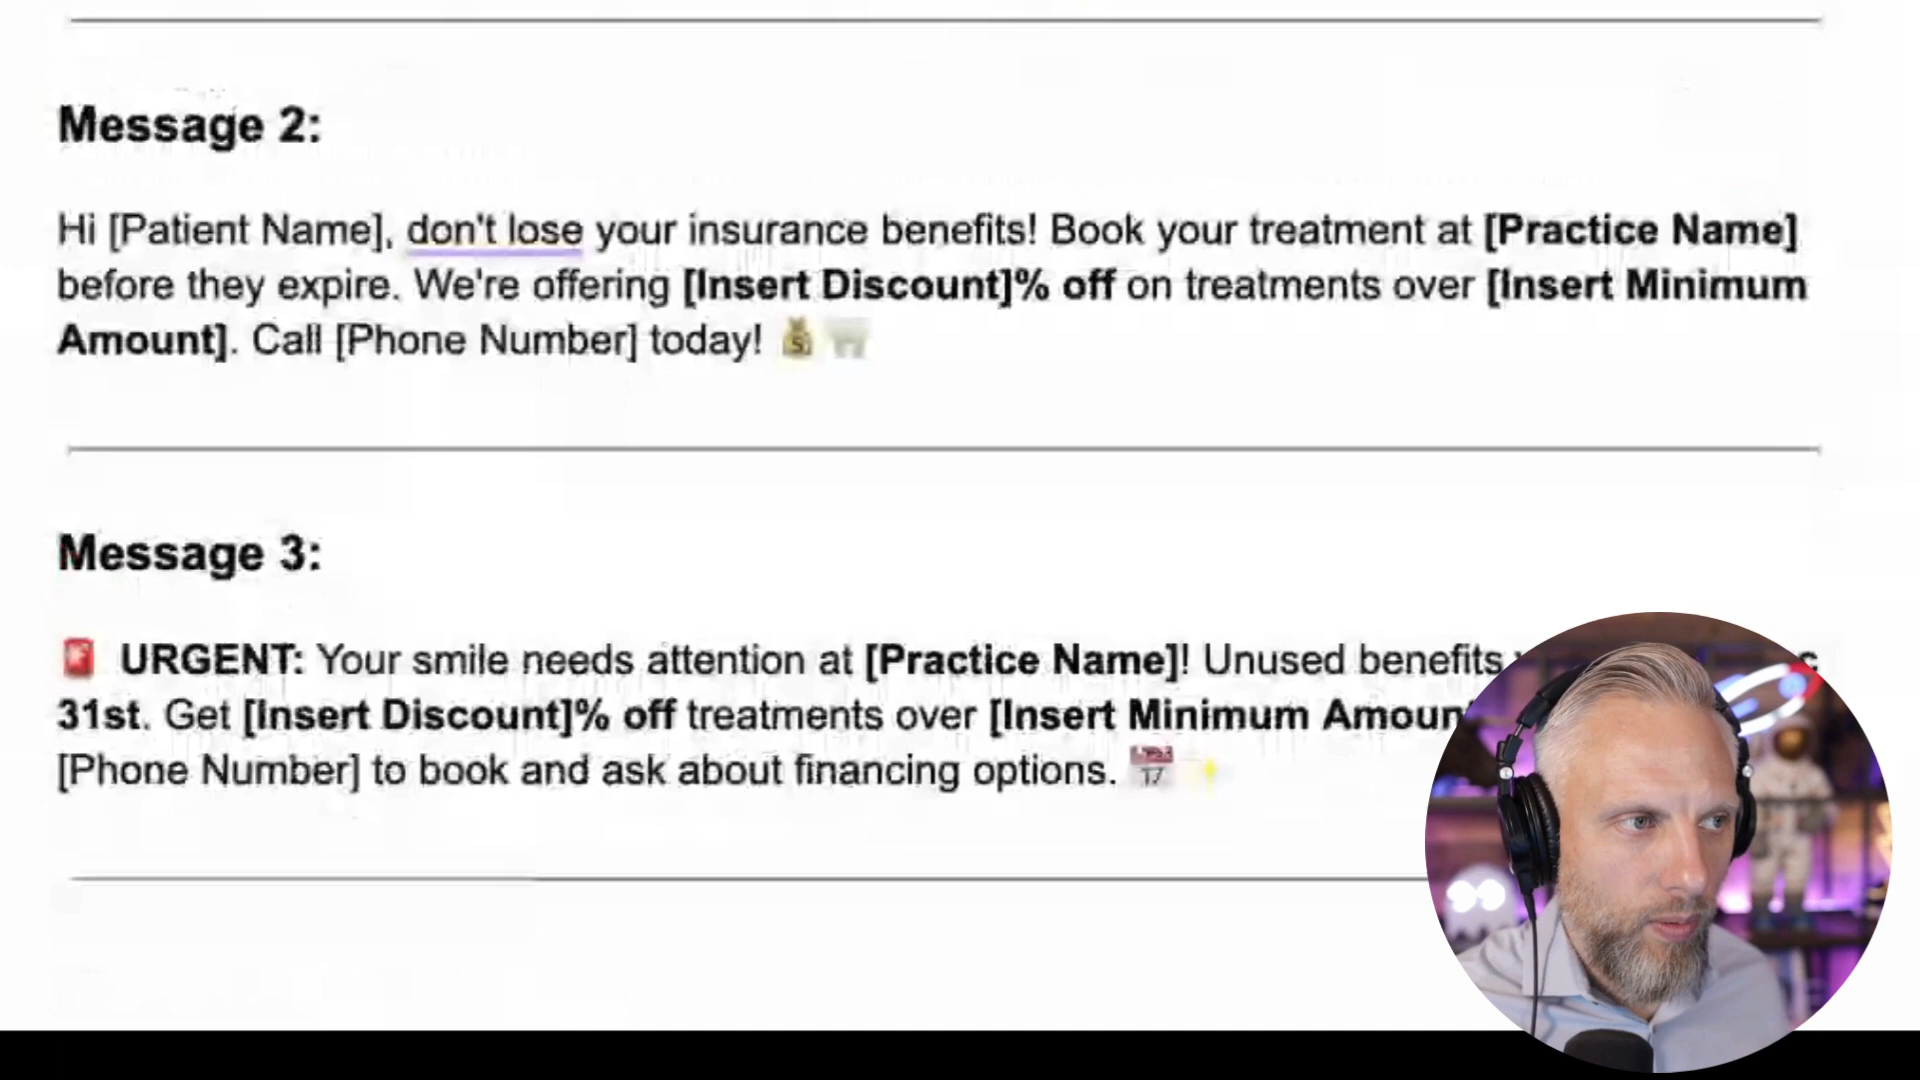 Message 2:
Hi [Patient Name], don't lose your insurance benefits! Book your treatment at [Practice Name]
before they expire. We're offering [Insert Discount]% off on treatments over [Insert Minimum
Amount]. Call [Phone Number] today! 💰🦷
Message 3:
🚨 URGENT: Your smile needs attention at [Practice Name]! Unused benefits
31st. Get [Insert Discount]% off treatments over [Insert Minimum Amount
[Phone Number] to book and ask about financing options. 📅✨